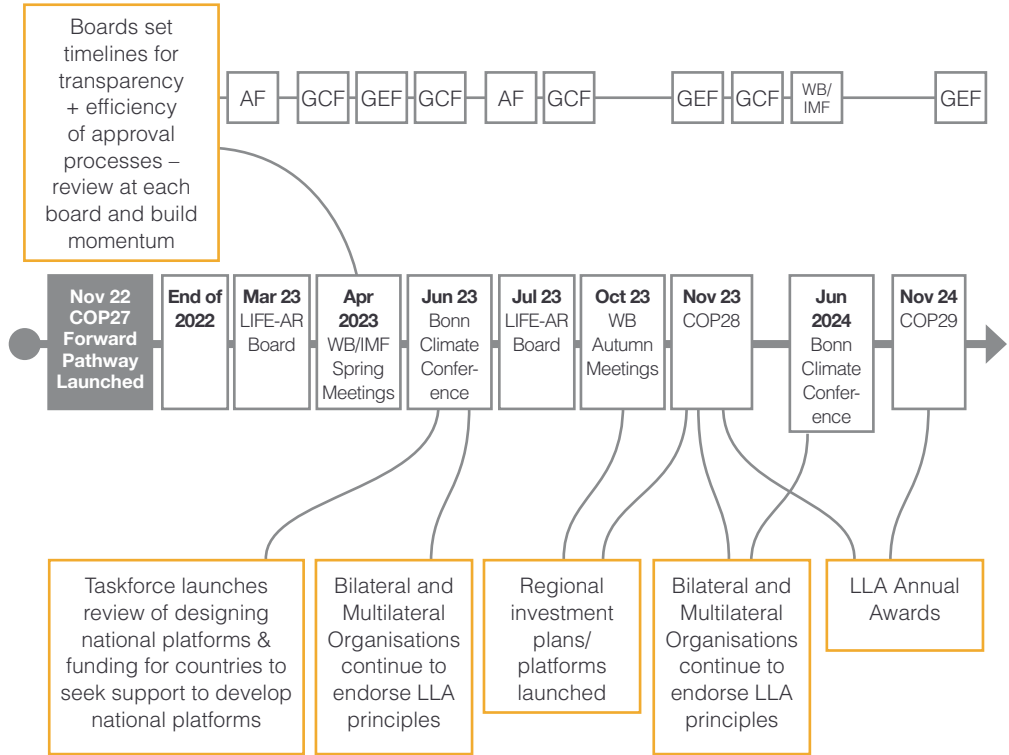 Boards set
timelines for
transparency
+ efficiency
of approval
processes –
review at each
board and build
momentum
AF
GCF
GEF
GCF
AF
GCF
GEF
GCF
WB/
IMF
GEF
Nov 22
COP27
Forward
Pathway
Launched
End of
2022
Mar 23
LIFE-AR
Board
Apr
2023
WB/IMF
Spring
Meetings
Jun 23
Bonn
Climate
Confer-
ence
Jul 23
LIFE-AR
Board
Oct 23
WB
Autumn
Meetings
Nov 23
COP28
Jun
2024
Bonn
Climate
Confer-
ence
Nov 24
COP29
Taskforce launches
review of designing
national platforms &
funding for countries to
seek support to develop
national platforms
Bilateral and
Multilateral
Organisations
continue to
endorse LLA
principles
Regional
investment
plans/
platforms
launched
Bilateral and
Multilateral
Organisations
continue to
endorse LLA
principles
LLA Annual
Awards